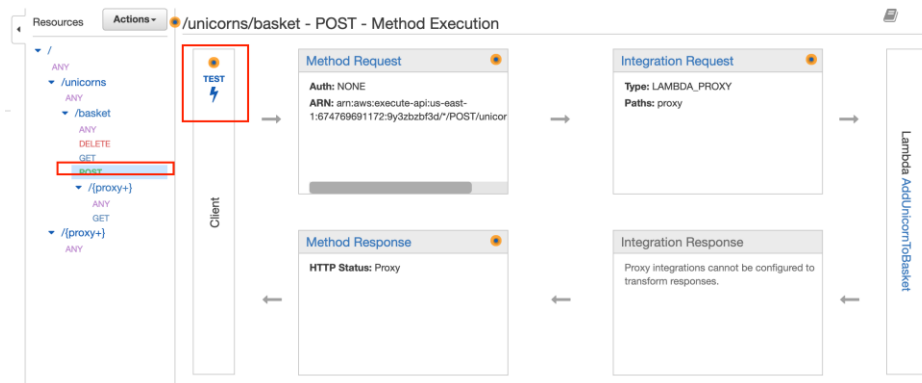 Resources
Actions
/unicorns/basket - POST - Method Execution
/
ANY
/unicorns
ANY
/basket
ANY
DELETE
GET
POST
/{proxy+}
ANY
GET
/{proxy+}
ANY
TEST
Client
Method Request
Auth: NONE
ARN: arn:aws:execute-api:us-east-
1:674769691172:9y3zbzbf3d/*/POST/unicor
Integration Request
Type: LAMBDA_PROXY
Paths: proxy
Method Response
HTTP Status: Proxy
Integration Response
Proxy integrations cannot be configured to
transform responses.
Lambda AddUnicornToBasket